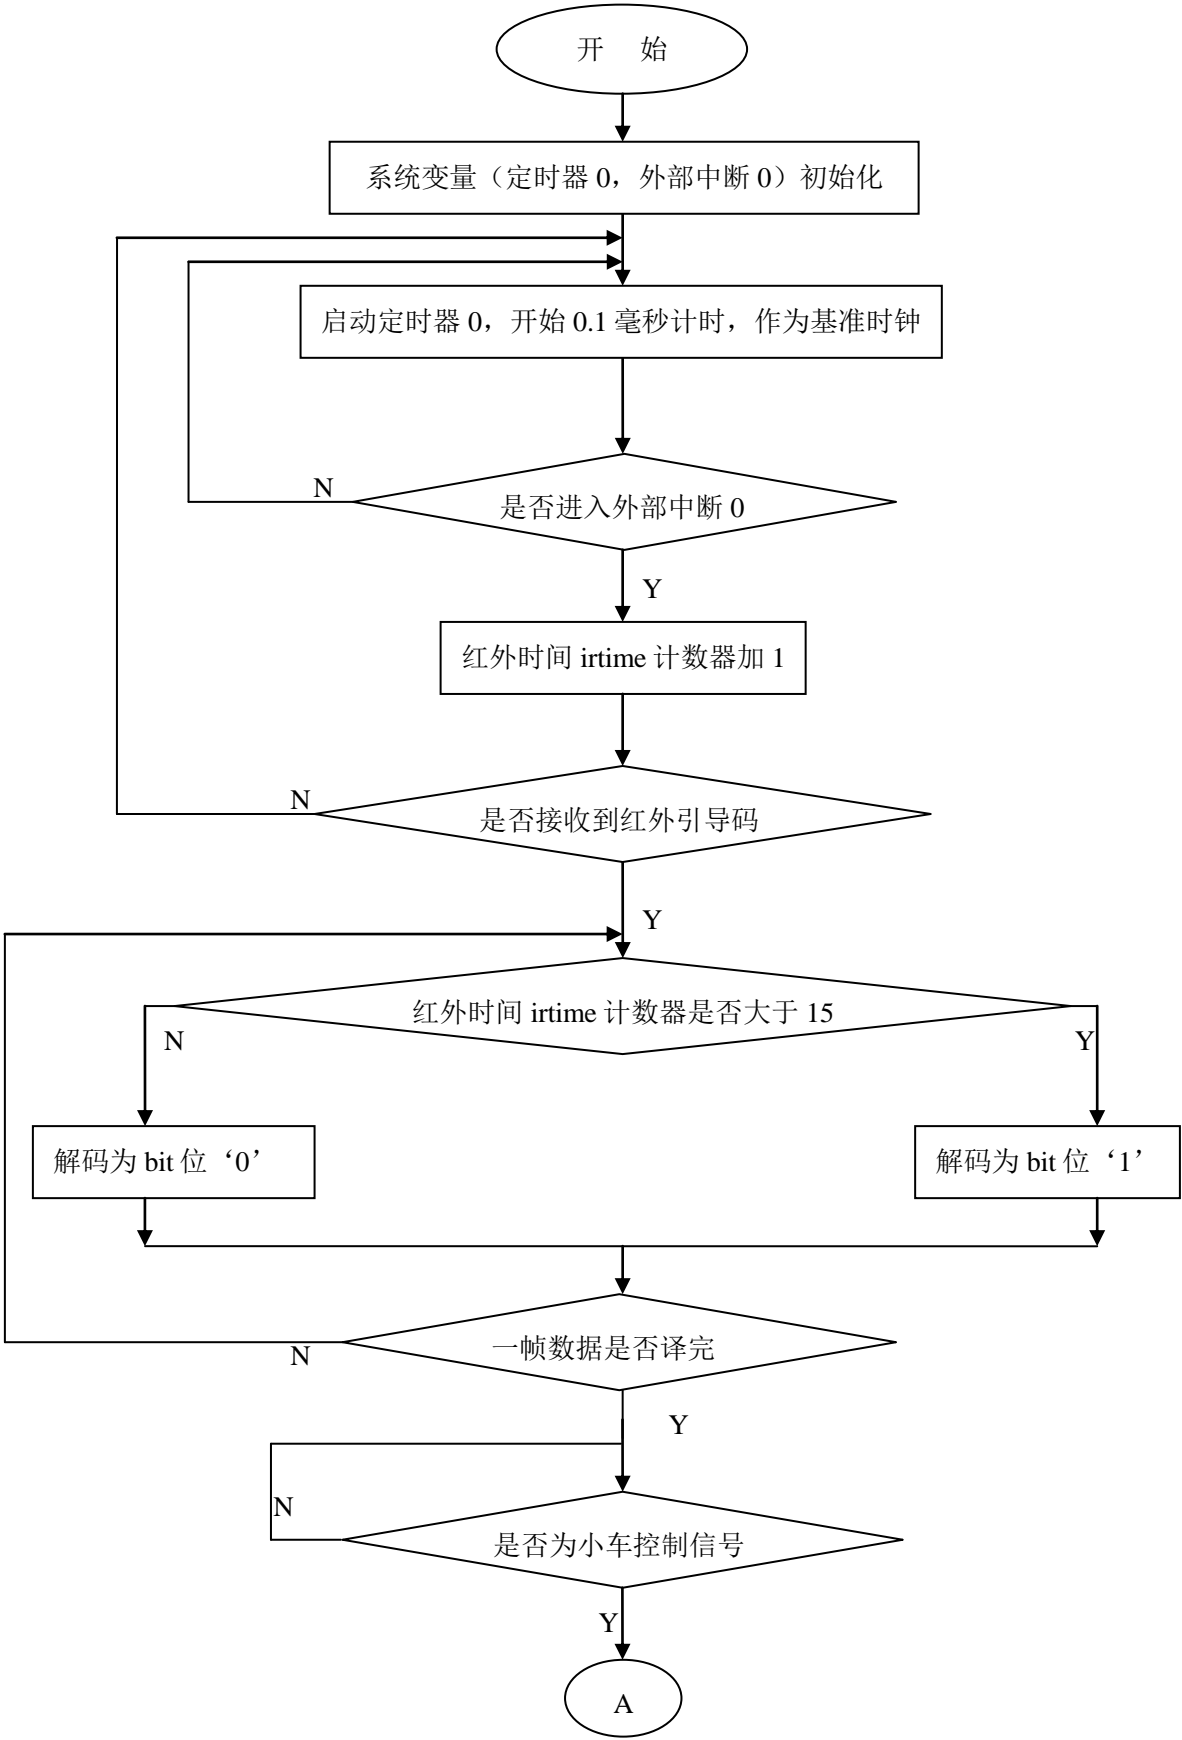 开 始
系统变量（定时器 0，外部中断 0）初始化
启动定时器 0，开始 0.1 毫秒计时，作为基准时钟
N
是否进入外部中断 0
Y
红外时间 irtime 计数器加 1
N
是否接收到红外引导码
Y
红外时间 irtime 计数器是否大于 15
N
Y
解码为 bit 位‘0’
解码为 bit 位‘1’
一帧数据是否译完
N
Y
N
是否为小车控制信号
Y
A